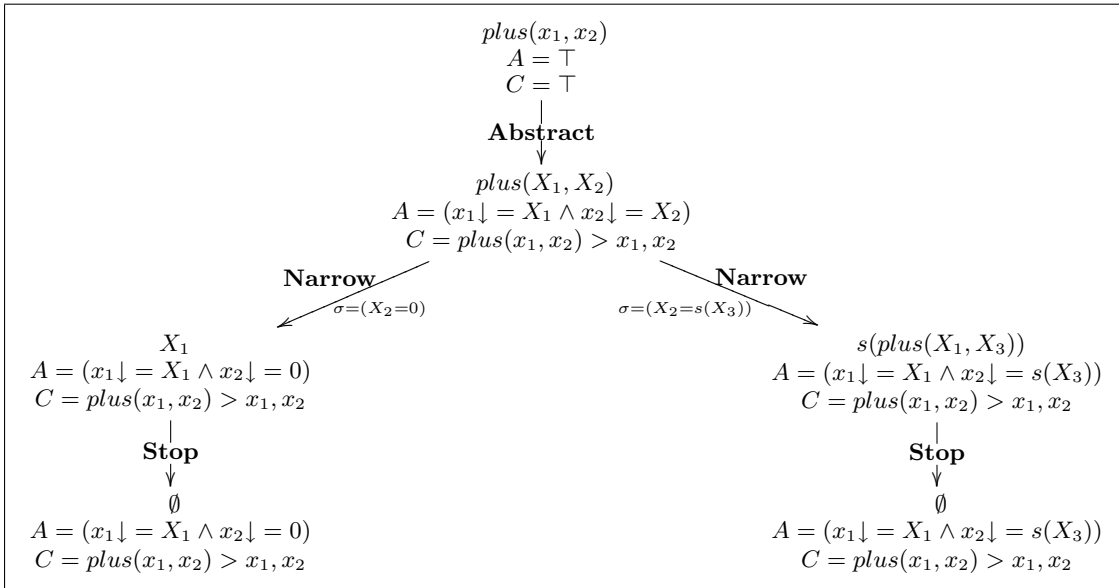 plus(x₁, x₂)
A = ⊤
C = ⊤
Abstract
plus(X₁, X₂)
A = (x₁↓ = X₁ ∧ x₂↓ = X₂)
C = plus(x₁, x₂) > x₁, x₂
Narrow
σ=(X₂=0)
Narrow
σ=(X₂=s(X₃))
X₁
A = (x₁↓ = X₁ ∧ x₂↓ = 0)
C = plus(x₁, x₂) > x₁, x₂
Stop
∅
A = (x₁↓ = X₁ ∧ x₂↓ = 0)
C = plus(x₁, x₂) > x₁, x₂
s(plus(X₁, X₃))
A = (x₁↓ = X₁ ∧ x₂↓ = s(X₃))
C = plus(x₁, x₂) > x₁, x₂
Stop
∅
A = (x₁↓ = X₁ ∧ x₂↓ = s(X₃))
C = plus(x₁, x₂) > x₁, x₂